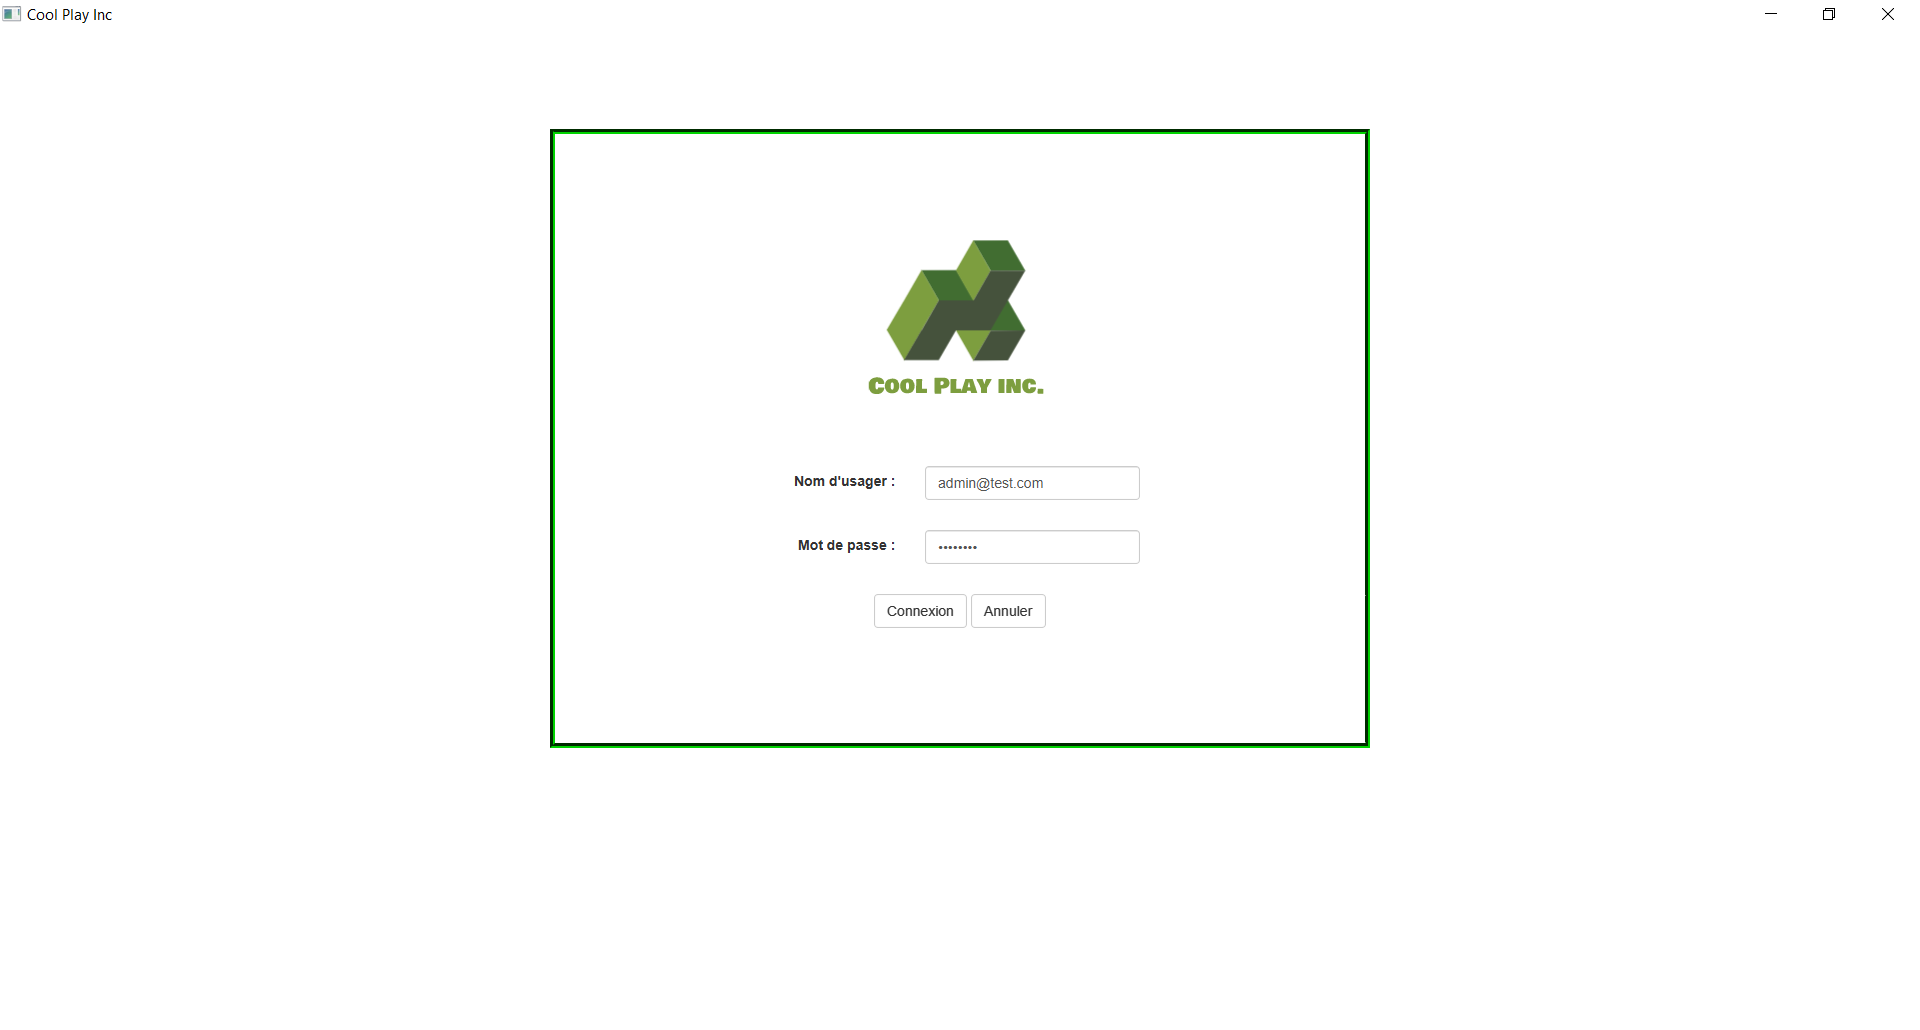 Cool Play Inc
Cool Play inc.
Nom d'usager :
admin@test.com
Mot de passe :
••••••••
Connexion
Annuler